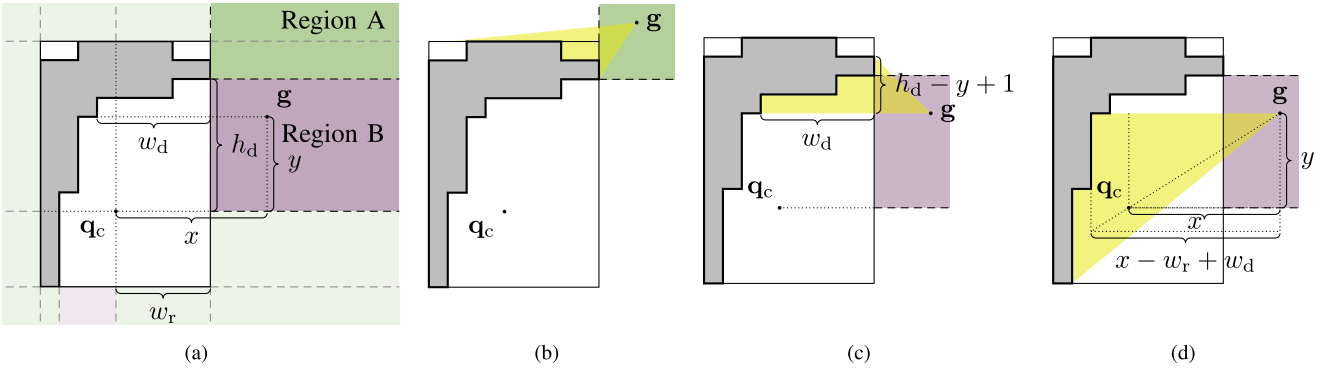 Region A
g
Region B
w_d
h_d
y
q_c
x
w_r
(a)
g
q_c
(b)
h_d − y + 1
g
w_d
q_c
(c)
g
y
q_c
x
x − w_r + w_d
(d)